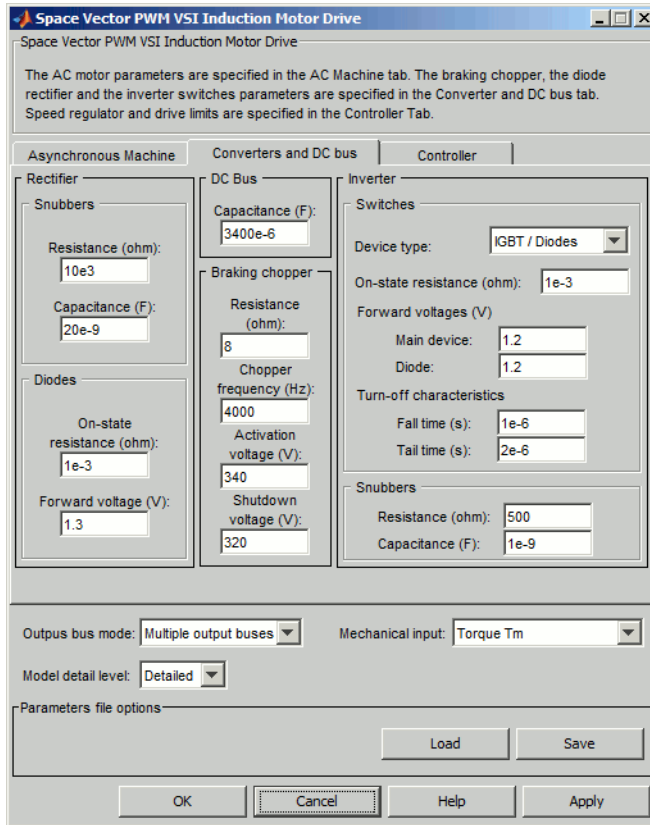 Space Vector PWM VSI Induction Motor Drive
Space Vector PWM VSI Induction Motor Drive
The AC motor parameters are specified in the AC Machine tab. The braking chopper, the diode
rectifier and the inverter switches parameters are specified in the Converter and DC bus tab.
Speed regulator and drive limits are specified in the Controller Tab.
Asynchronous Machine
Converters and DC bus
Controller
Rectifier
Snubbers
Resistance (ohm):
10e3
Capacitance (F):
20e-9
Diodes
On-state
resistance (ohm):
1e-3
Forward voltage (V):
1.3
DC Bus
Capacitance (F):
3400e-6
Braking chopper
Resistance
(ohm):
8
Chopper
frequency (Hz):
4000
Activation
voltage (V):
340
Shutdown
voltage (V):
320
Inverter
Switches
Device type: IGBT / Diodes
On-state resistance (ohm): 1e-3
Forward voltages (V)
Main device: 1.2
Diode: 1.2
Turn-off characteristics
Fall time (s): 1e-6
Tail time (s): 2e-6
Snubbers
Resistance (ohm): 500
Capacitance (F): 1e-9
Outpus bus mode: Multiple output buses
Mechanical input: Torque Tm
Model detail level: Detailed
Parameters file options
Load
Save
OK
Cancel
Help
Apply